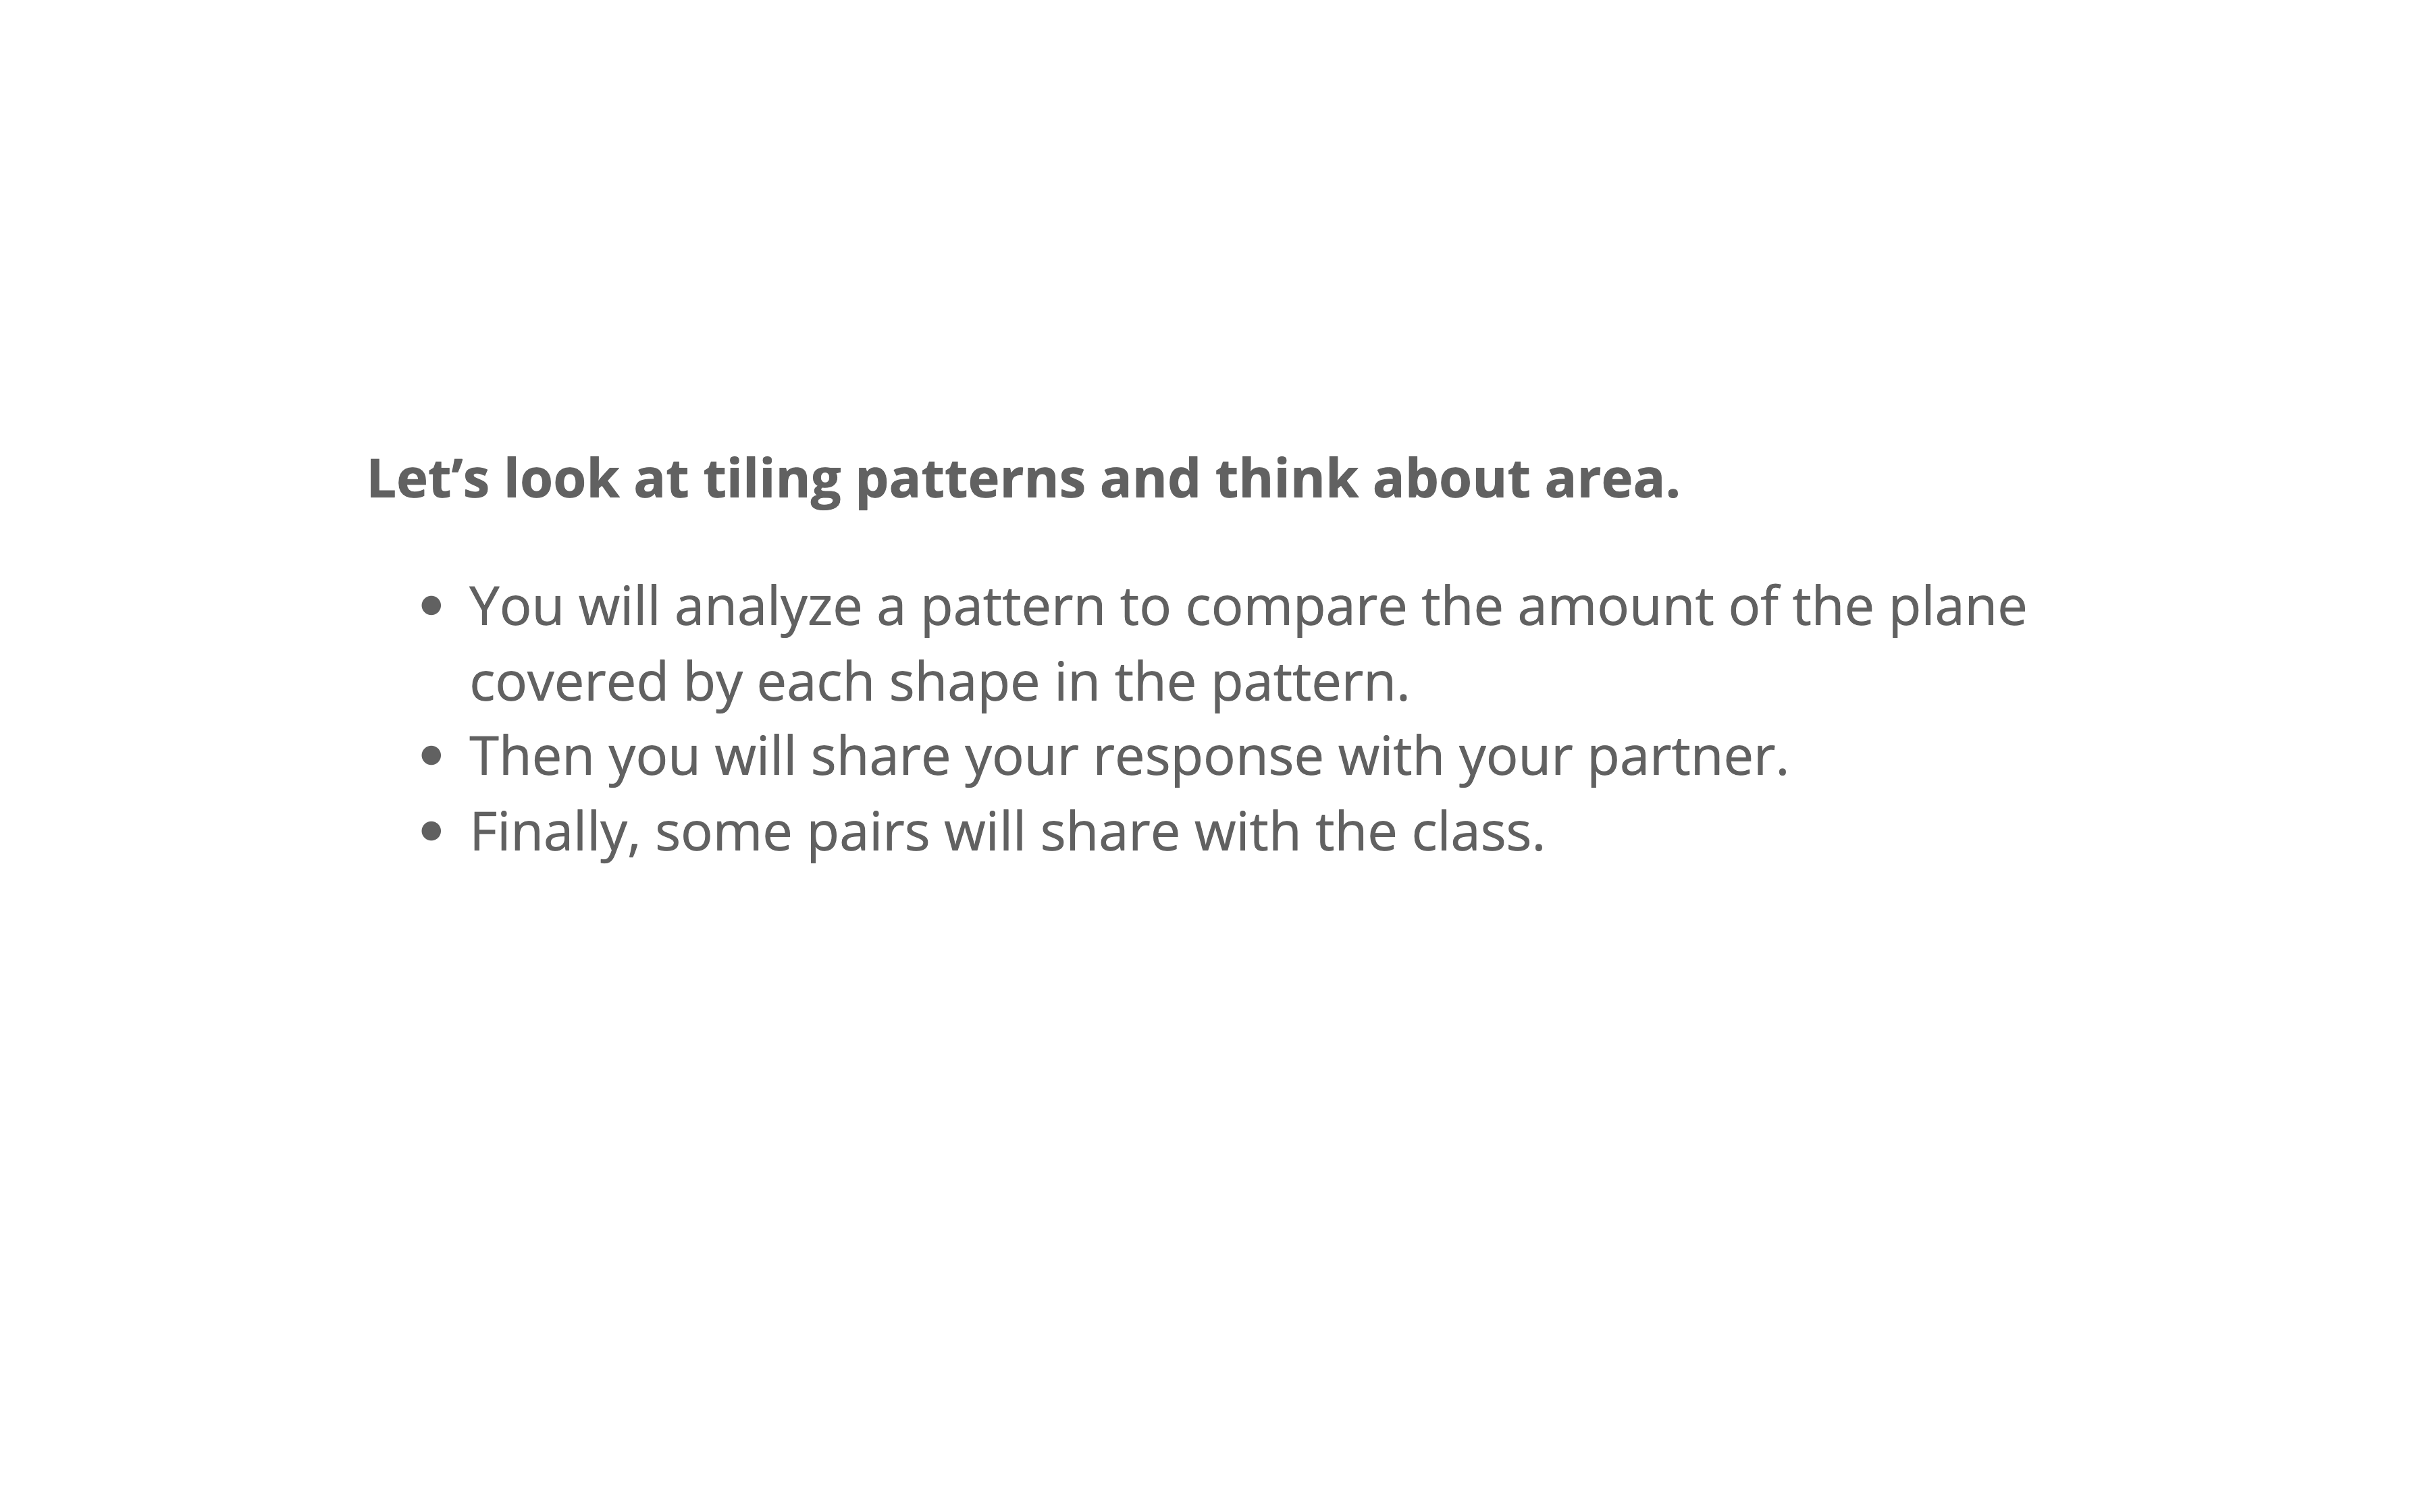 Let’s look at tiling patterns and think about area.
• You will analyze a pattern to compare the amount of the plane
covered by each shape in the pattern.
• Then you will share your response with your partner.
• Finally, some pairs will share with the class.